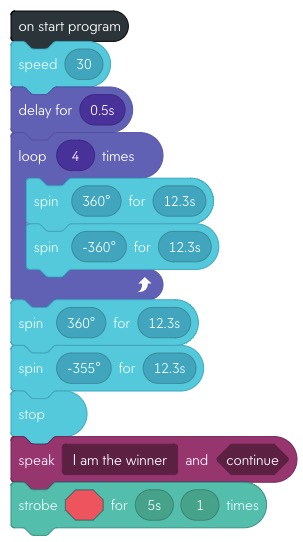 on start program
speed 30
delay for 0.5s
loop 4 times
spin 360° for 12.3s
spin -360° for 12.3s
spin 360° for 12.3s
spin -355° for 12.3s
stop
speak I am the winner and continue
strobe for 5s 1 times